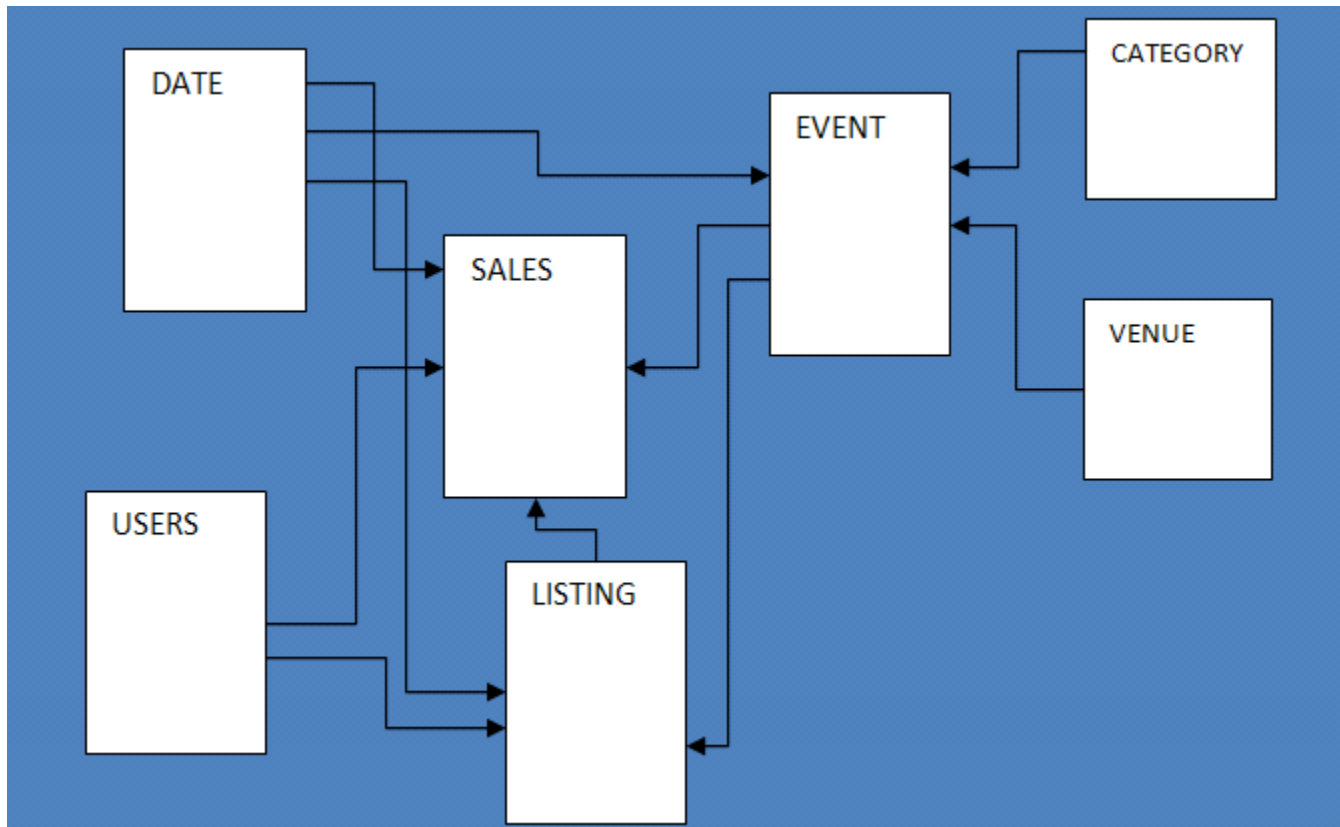 DATE
CATEGORY
EVENT
SALES
VENUE
USERS
LISTING